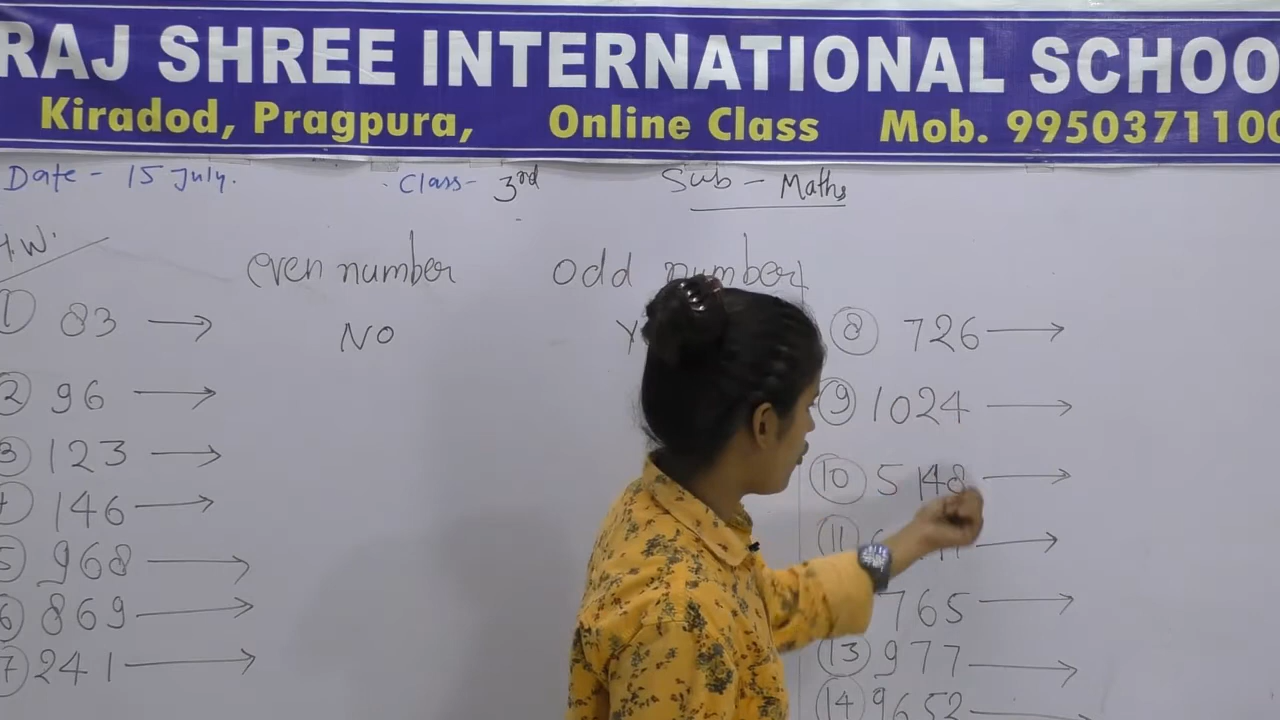 RAJ SHREE INTERNATIONAL SCHOO
Kiradod, Pragpura, Online Class Mob. 9950371100
Date - 15 July. Class - 3rd Sub - Maths
H.W.
even number odd number
① 83 → NO
② 96 →
③ 123 →
④ 146 →
⑤ 968 →
⑥ 869 →
⑦ 241 →
⑧ 726 →
⑨ 1024 →
⑩ 5148 →
⑪ →
765 →
⑬ 977 →
⑭ 9652 →